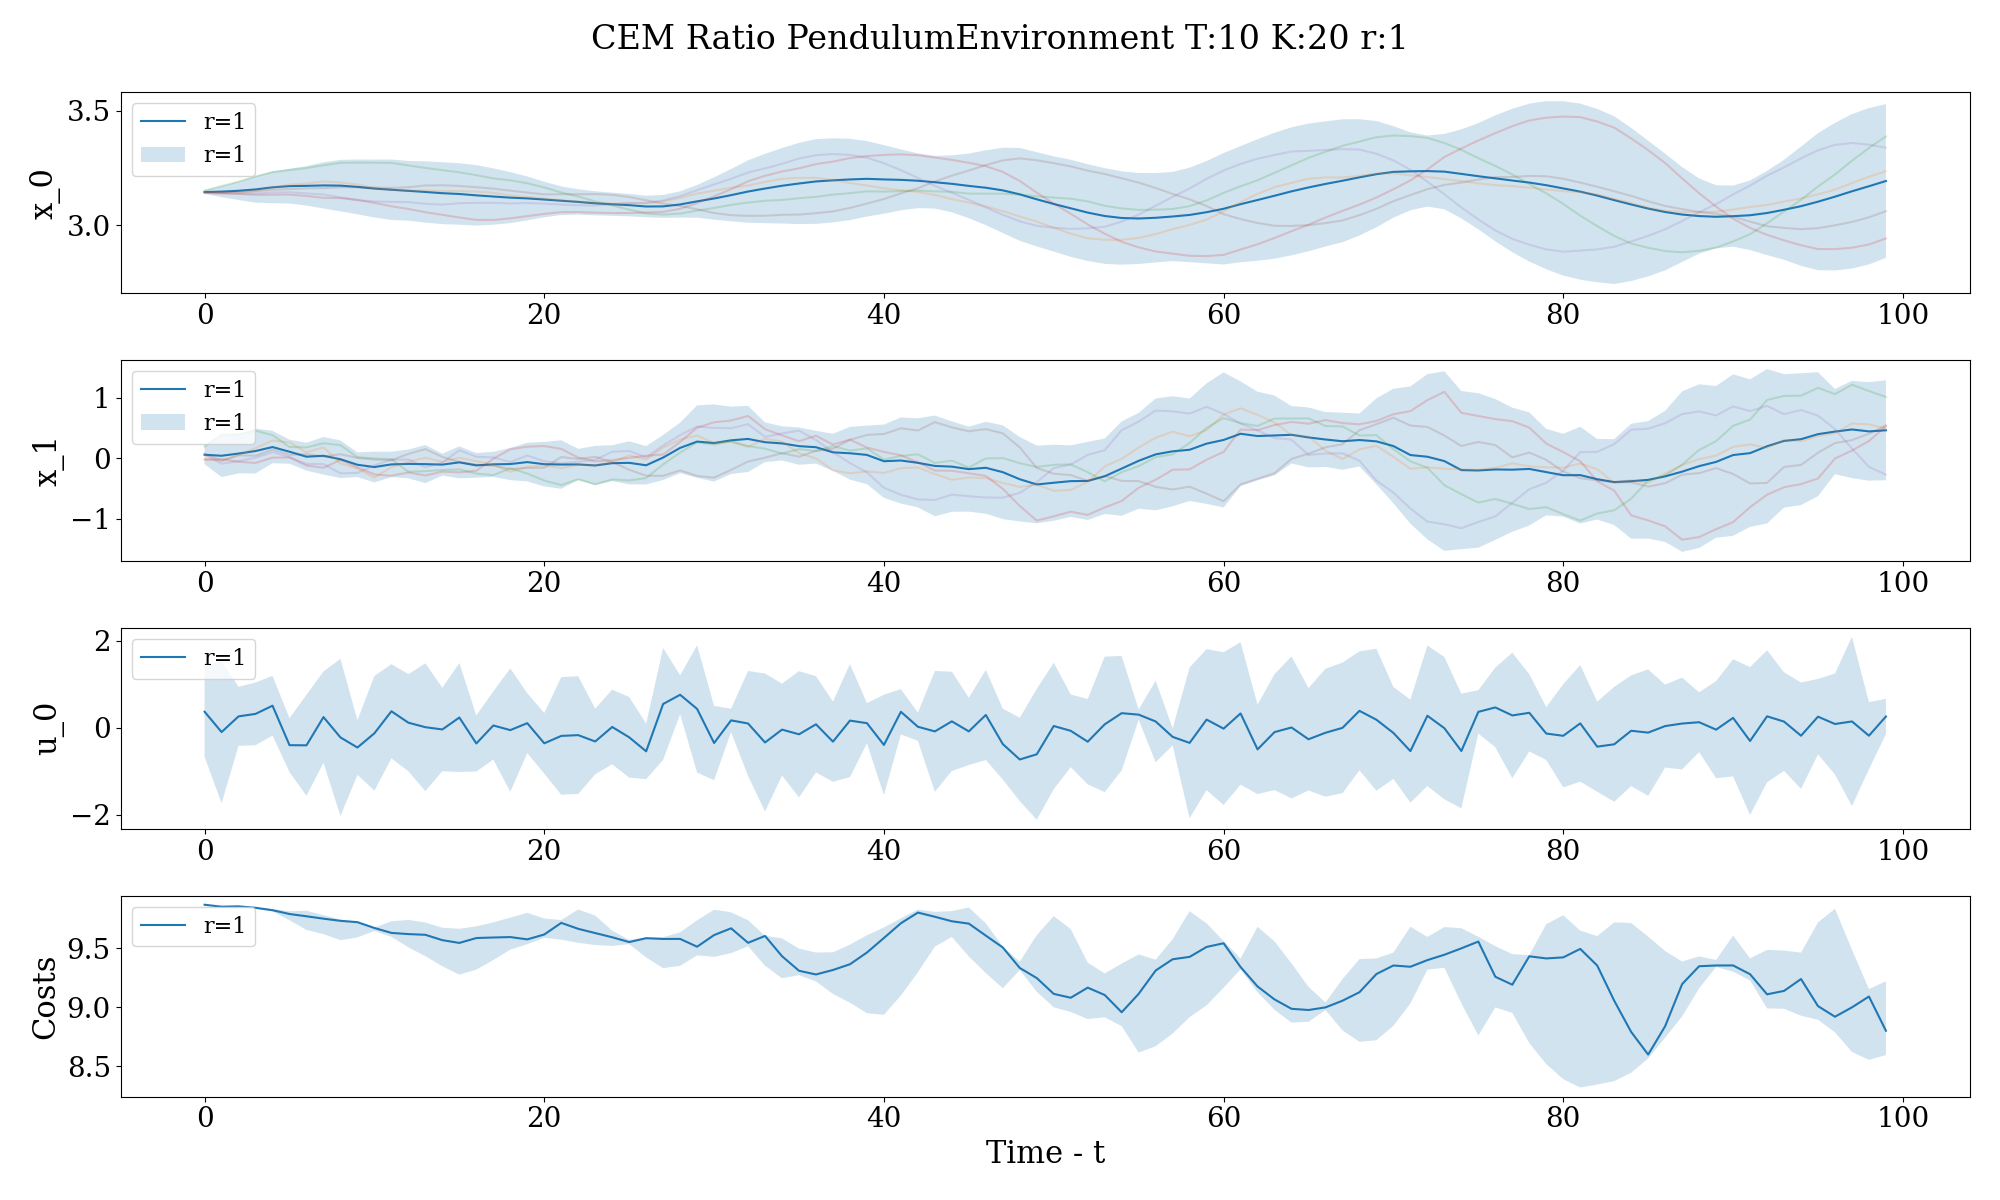 CEM Ratio PendulumEnvironment T:10 K:20 r:1
x_0
3.5
3.0
r=1
r=1
0 20 40 60 80 100
x_1
1
0
−1
r=1
r=1
0 20 40 60 80 100
u_0
2
0
−2
r=1
0 20 40 60 80 100
Costs
9.5
9.0
8.5
r=1
0 20 40 60 80 100
Time - t